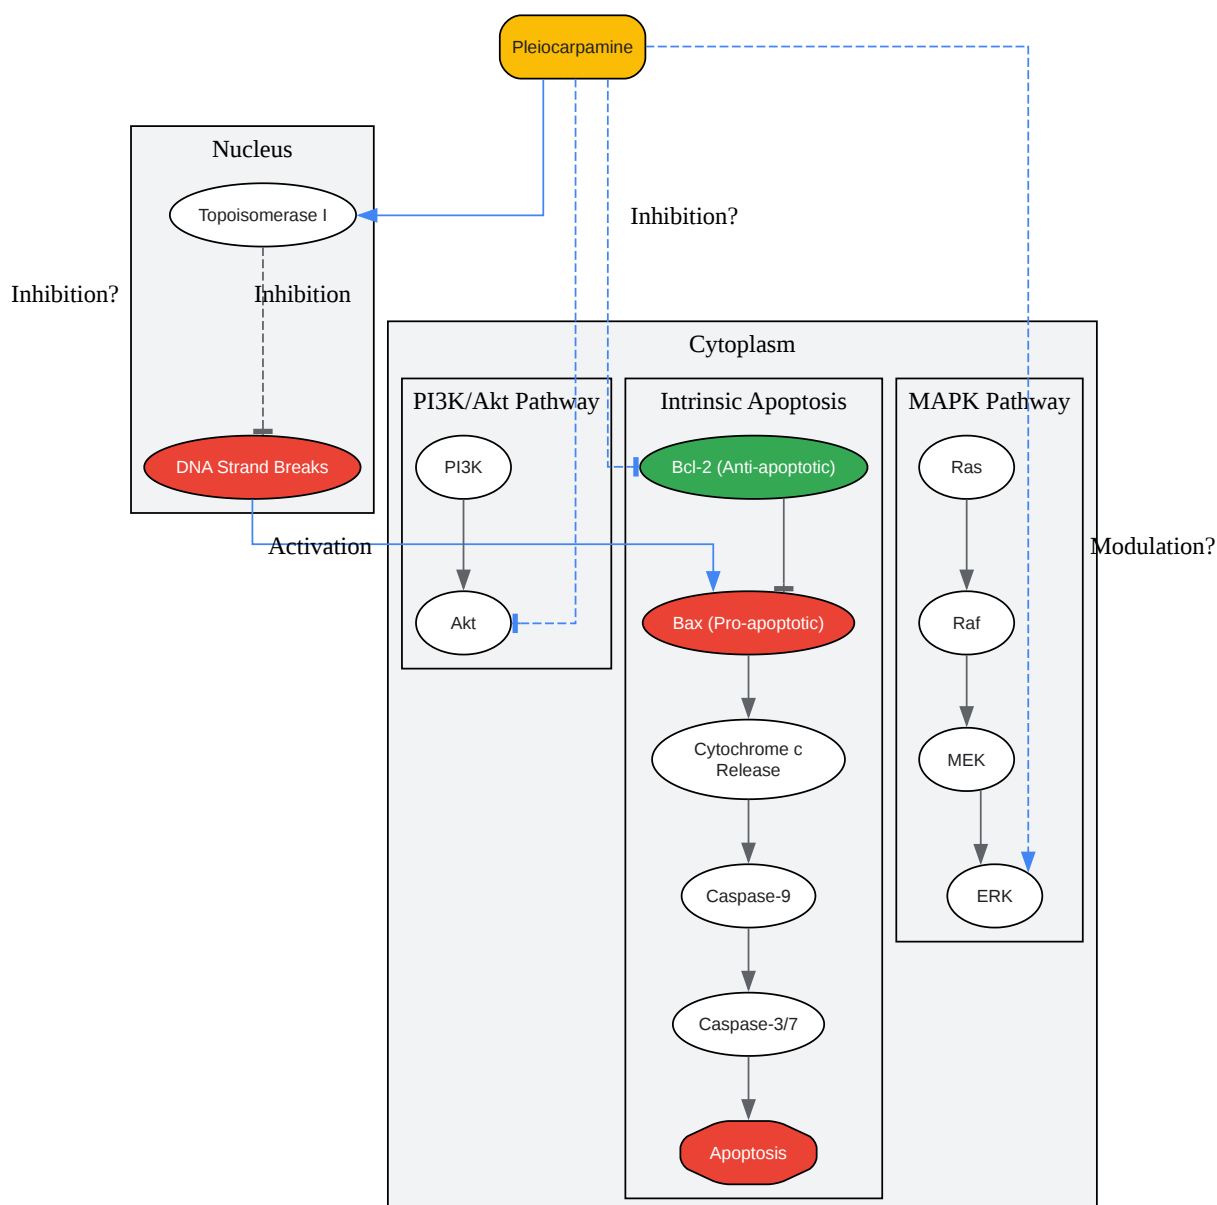 Pleiocarpamine
Nucleus
Topoisomerase I
Inhibition?
Inhibition?
Inhibition
Cytoplasm
PI3K/Akt Pathway
Intrinsic Apoptosis
MAPK Pathway
PI3K
Bcl-2 (Anti-apoptotic)
Ras
DNA Strand Breaks
Activation
Modulation?
Akt
Bax (Pro-apoptotic)
Raf
Cytochrome c
Release
MEK
Caspase-9
ERK
Caspase-3/7
Apoptosis